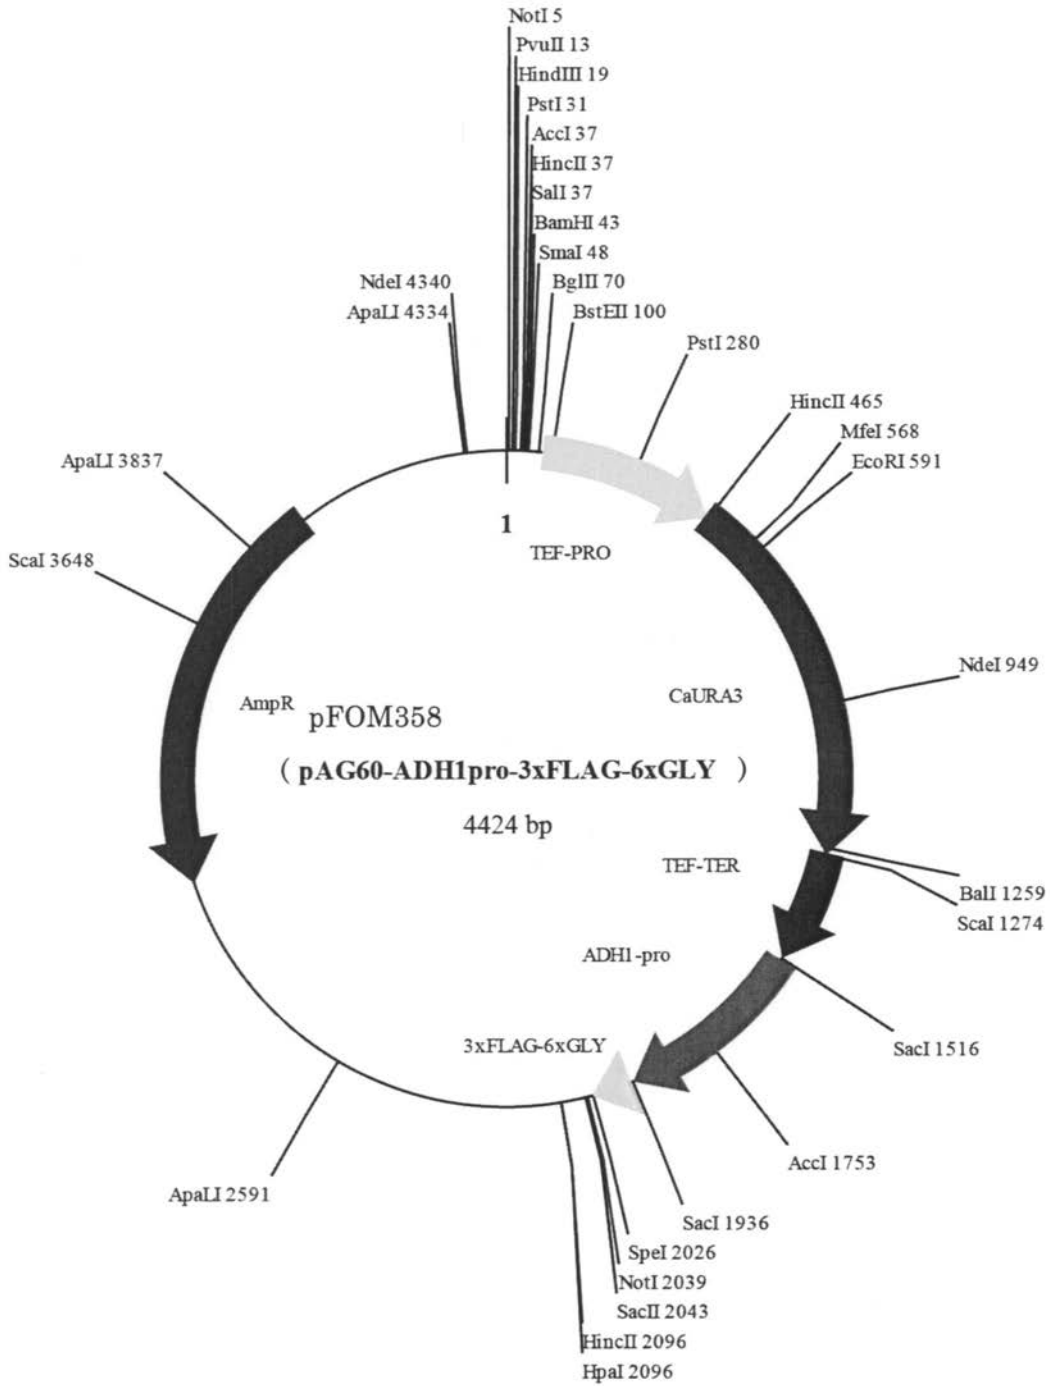 NotI 5
PvuII 13
HindIII 19
PstI 31
AccI 37
HincII 37
SalI 37
BamHI 43
SmaI 48
NdeI 4340
BglII 70
ApaLI 4334
BstEII 100
PstI 280
HincII 465
MfeI 568
EcoRI 591
ApaLI 3837
1
TEF-PRO
ScaI 3648
NdeI 949
CaURA3
AmpR
pFOM358
( pAG60-ADH1pro-3xFLAG-6xGLY )
4424 bp
TEF-TER
BalI 1259
ScaI 1274
ADH1-pro
3xFLAG-6xGLY
SacI 1516
AccI 1753
ApaLI 2591
SacI 1936
SpeI 2026
NotI 2039
SacII 2043
HincII 2096
HpaI 2096